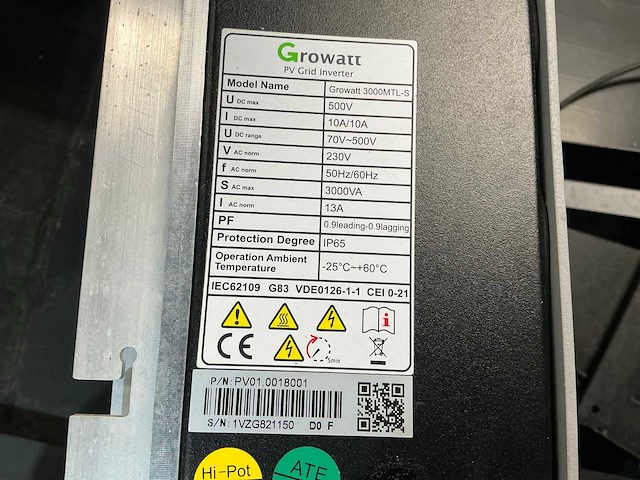 Growatt
PV Grid Inverter
Model Name Growatt 3000MTL-S
U DC max 500V
I DC max 10A/10A
U DC range 70V~500V
V AC norm 230V
f AC norm 50Hz/60Hz
S AC max 3000VA
I AC norm 13A
PF 0.9leading-0.9lagging
Protection Degree IP65
Operation Ambient
Temperature -25°C~+60°C
IEC62109 G83 VDE0126-1-1 CEI 0-21
CE
5min
P/N: PV01.0018001
S/N: 1VZG821150 D0 F
Hi-Pot
ATE